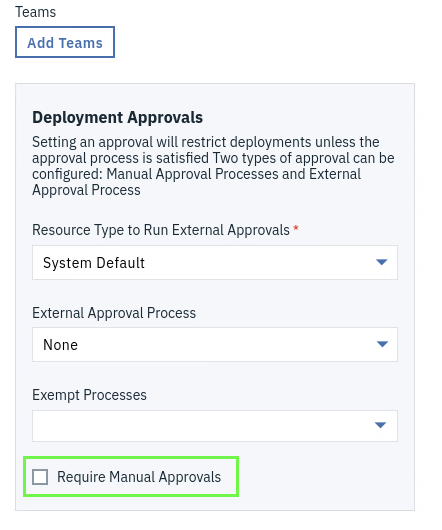 Teams
Add Teams
Deployment Approvals
Setting an approval will restrict deployments unless the
approval process is satisfied Two types of approval can be
configured: Manual Approval Processes and External
Approval Process
Resource Type to Run External Approvals *
System Default
External Approval Process
None
Exempt Processes
Require Manual Approvals